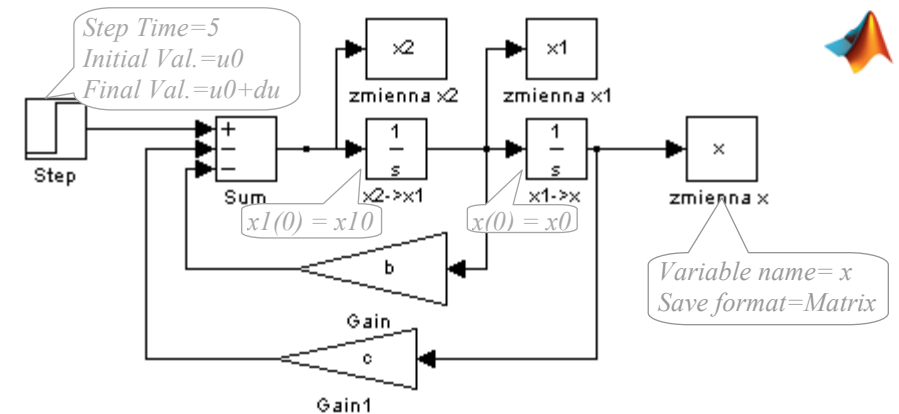 Step Time=5
Initial Val.=u0
Final Val.=u0+du
x2
x1
zmienna x2
zmienna x1
+
−
−
1
s
1
s
x
Step
Sum
x2->x1
x1->x
zmienna x
x1(0) = x10
x(0) = x0
b
Gain
Variable name= x
Save format=Matrix
c
Gain1